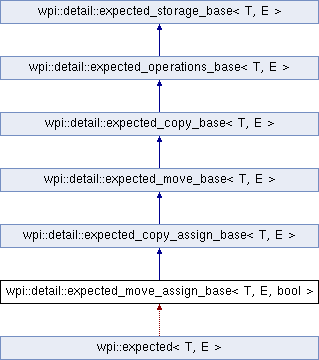 wpi::detail::expected_storage_base< T, E >
wpi::detail::expected_operations_base< T, E >
wpi::detail::expected_copy_base< T, E >
wpi::detail::expected_move_base< T, E >
wpi::detail::expected_copy_assign_base< T, E >
wpi::detail::expected_move_assign_base< T, E, bool >
wpi::expected< T, E >